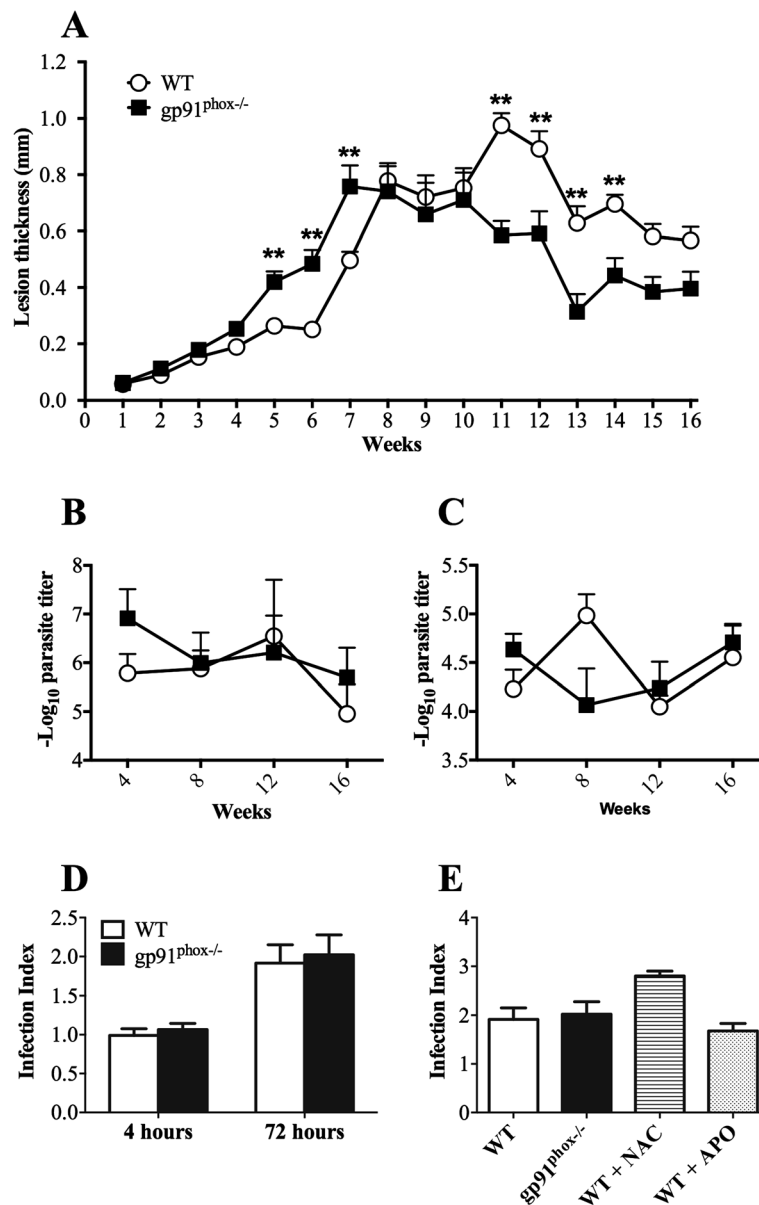 A
Lesion thickness (mm)
1.2
1.0
0.8
0.6
0.4
0.2
0.0
WT
gp91phox-/-
**
**
**
**
**
**
**
0 1 2 3 4 5 6 7 8 9 10 11 12 13 14 15 16
Weeks
B
-Log10 parasite titer
8
7
6
5
4
4 8 12 16
Weeks
C
-Log10 parasite titer
5.5
5.0
4.5
4.0
3.5
4 8 12 16
Weeks
D
Infection Index
2.5
2.0
1.5
1.0
0.5
0.0
WT
gp91phox-/-
4 hours 72 hours
E
Infection Index
4
3
2
1
0
WT gp91phox-/- WT + NAC WT + APO